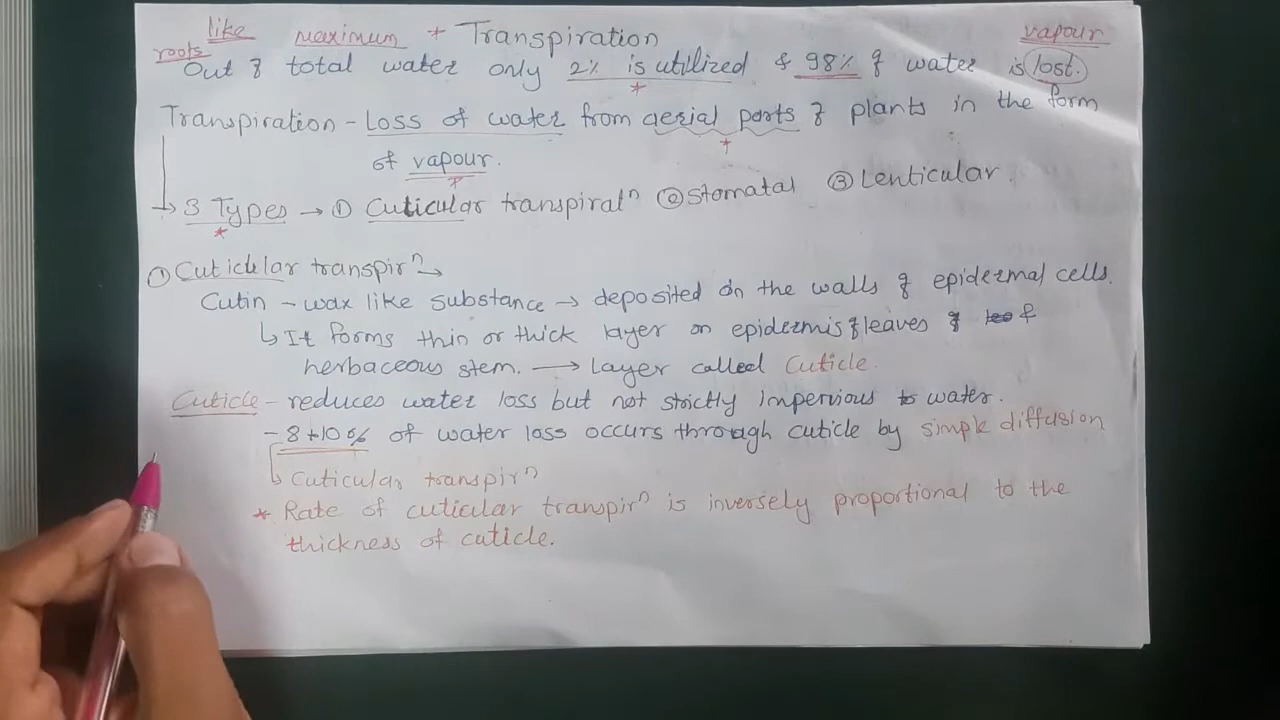 like maximum * Transpiration vapour
roots
Out of total water only 2% is utilized & 98% of water is lost.
Transpiration - Loss of water from aerial parts of plants in the form
of vapour.
→ 3 Types → ① Cuticular transpiratⁿ ② Stomatal ③ Lenticular.
① Cuticular transpirⁿ →
Cutin - wax like substance → deposited on the walls of epidermal cells.
↳ It forms thin or thick layer on epidermis of leaves &
herbaceous stem. → layer called Cuticle.
Cuticle - reduces water loss but not strictly impervious to water.
- 8 to 10% of water loss occurs through cuticle by simple diffusion
↳ Cuticular transpirⁿ
* Rate of cuticular transpirⁿ is inversely proportional to the
thickness of cuticle.